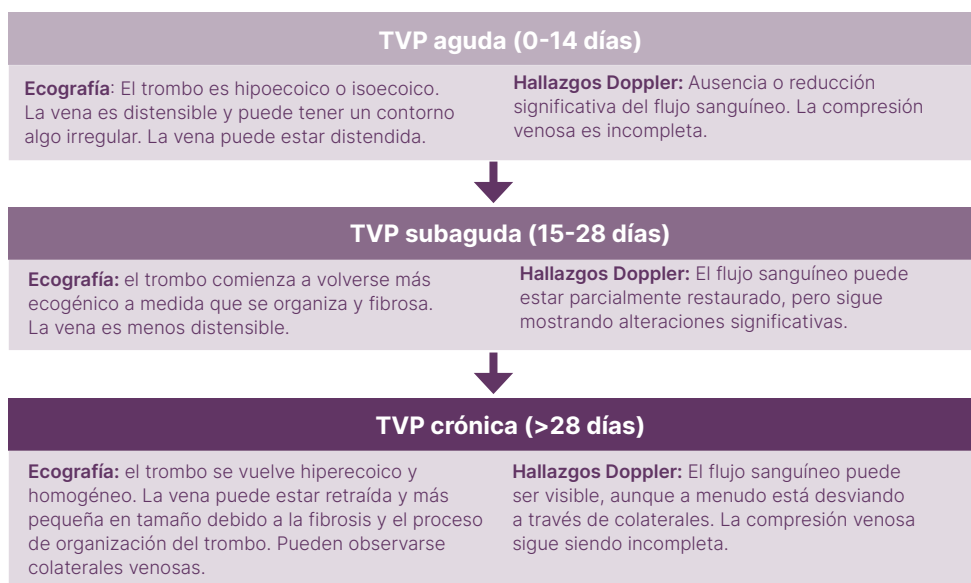 TVP aguda (0-14 días)
Ecografía: El trombo es hipoecoico o isoecoico.
La vena es distensible y puede tener un contorno
algo irregular. La vena puede estar distendida.
Hallazgos Doppler: Ausencia o reducción
significativa del flujo sanguíneo. La compresión
venosa es incompleta.
TVP subaguda (15-28 días)
Ecografía: el trombo comienza a volverse más
ecogénico a medida que se organiza y fibrosa.
La vena es menos distensible.
Hallazgos Doppler: El flujo sanguíneo puede
estar parcialmente restaurado, pero sigue
mostrando alteraciones significativas.
TVP crónica (>28 días)
Ecografía: el trombo se vuelve hiperecoico y
homogéneo. La vena puede estar retraída y más
pequeña en tamaño debido a la fibrosis y el proceso
de organización del trombo. Pueden observarse
colaterales venosas.
Hallazgos Doppler: El flujo sanguíneo puede
ser visible, aunque a menudo está desviando
a través de colaterales. La compresión venosa
sigue siendo incompleta.